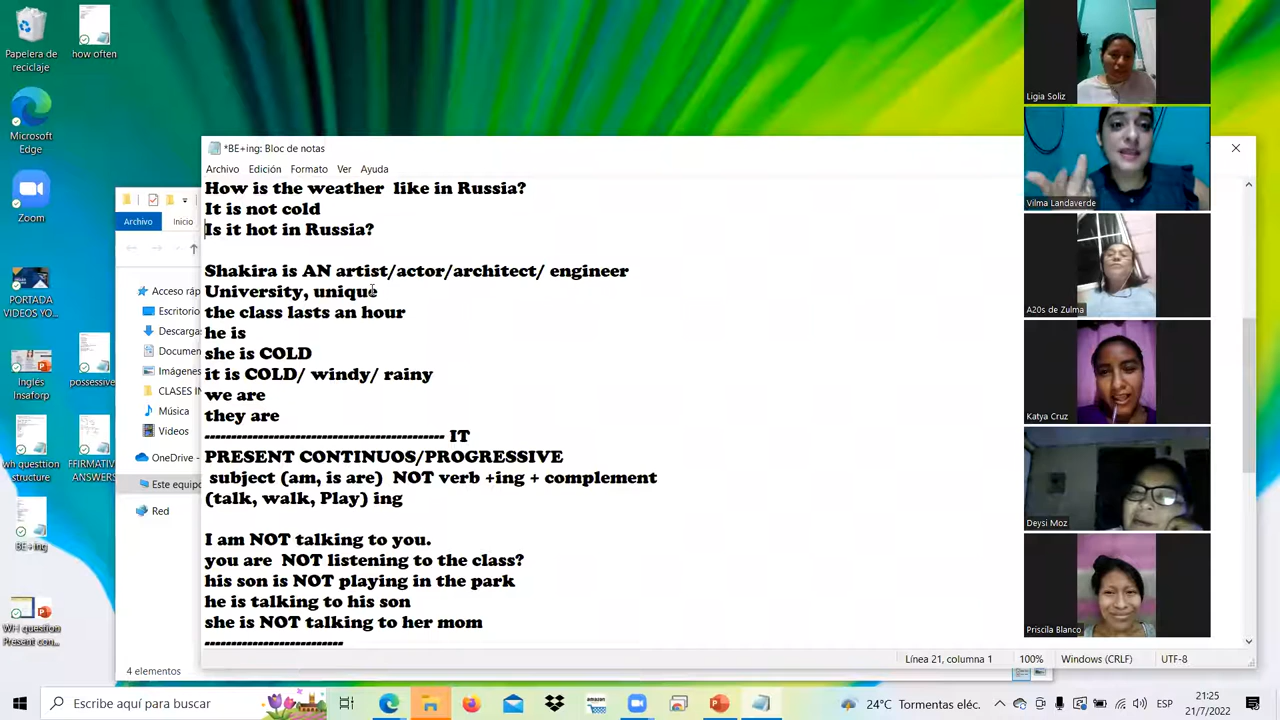 Papelera de
reciclaje
how often
Microsoft
Edge
Zoom
PORTADA
VIDEOS YO...
Inglés
Insaforp
possessive
wh questtion
structure
FFIRMATIV
BE+ing
WH question
Present con...
Archivo
Inicio
Acceso ráp
Escritorio
Descargas
Docume
Imágenes
CLASES IN
Música
Videos
OneDrive -
Este equipo
Red
4 elementos
*BE+ing: Bloc de notas
Archivo Edición Formato Ver Ayuda
How is the weather  like in Russia?
It is not cold
Is it hot in Russia?
Shakira is AN artist/actor/architect/ engineer
University, unique
the class lasts an hour
he is
she is COLD
it is COLD/ windy/ rainy
we are
they are
--------------------------------------------- IT
PRESENT CONTINUOS/PROGRESSIVE
subject (am, is are)  NOT verb +ing + complement
(talk, walk, Play) ing
I am NOT talking to you.
you are  NOT listening to the class?
his son is NOT playing in the park
he is talking to his son
she is NOT talking to her mom
--------------------------
Línea 21, columna 1 100% Windows (CRLF) UTF-8
Ligia Soliz
Vilma Landaverde
A20s de Zulma
Katya Cruz
Deysi Moz
Priscila Blanco
Escribe aquí para buscar
amazon
24°C Tormentas eléc.
ESP
21:25
21/7/2022